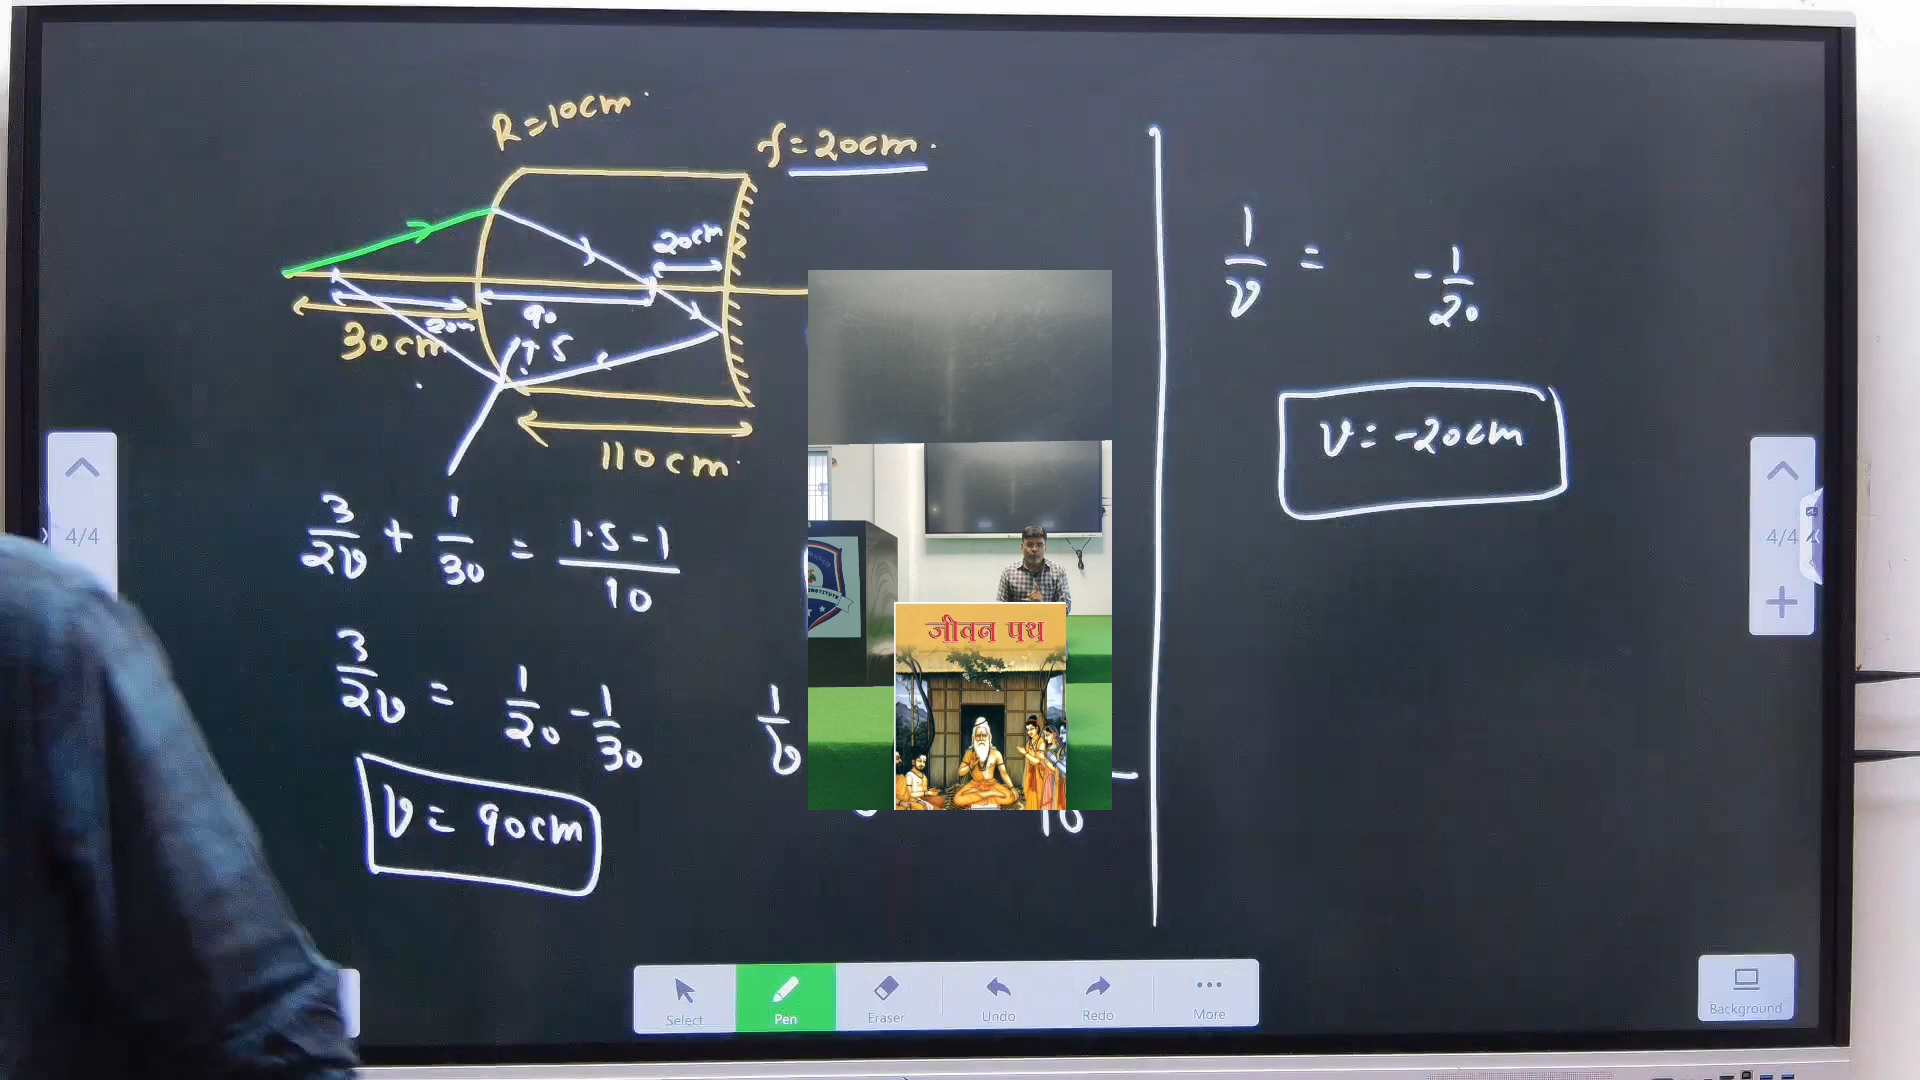 R=10cm
f=20cm.
20cm
90
20cm
30cm
1.5
110cm.
3/2v + 1/30 = 1.5-1/10
3/2v = 1/20 - 1/30
v= 90cm
1/v
10
1/v = -1/20
v= -20cm
जीवन पथ
INSTITUTE
4/4
4/4
Select Pen Eraser Undo Redo More
Background